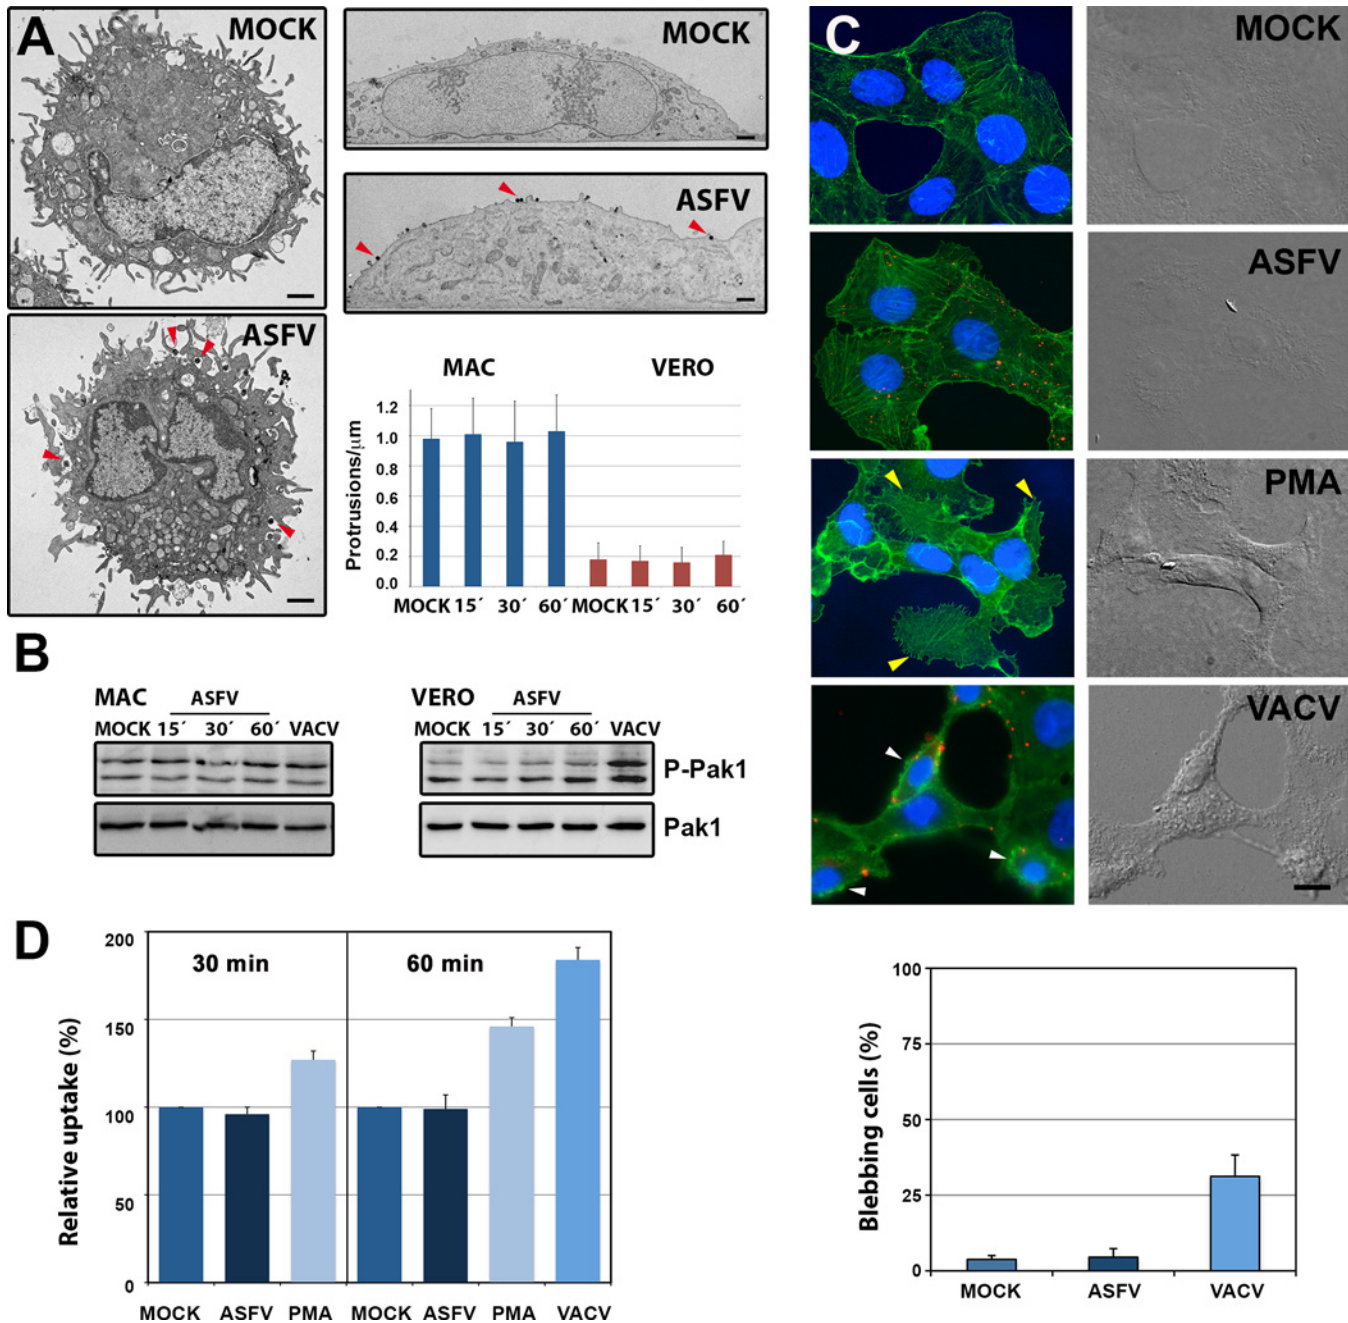 A
MOCK
MOCK
ASFV
ASFV
MAC VERO
Protrusions/μm
1.2
1.0
0.8
0.6
0.4
0.2
0.0
MOCK 15´ 30´ 60´ MOCK 15´ 30´ 60´
B
MAC ASFV
MOCK 15´ 30´ 60´ VACV
VERO ASFV
MOCK 15´ 30´ 60´ VACV
P-Pak1
Pak1
C
MOCK
ASFV
PMA
VACV
D
Relative uptake (%)
200
150
100
50
0
30 min 60 min
MOCK ASFV PMA MOCK ASFV PMA VACV
Blebbing cells (%)
100
75
50
25
0
MOCK ASFV VACV